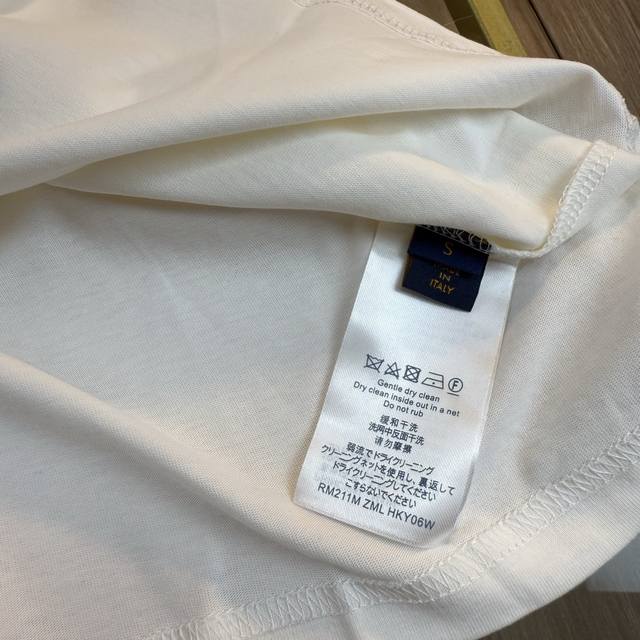 S
IN
ITALY
Gentle dry clean
Dry clean inside out in a net
Do not rub
缓和干洗
洗网中反面干洗
请勿摩擦
弱流でドライクリーニング
クリーニングネットを使用し、裏返して
ドライクリーニングしてください
こすらないでください
RM211M ZML HKY06W